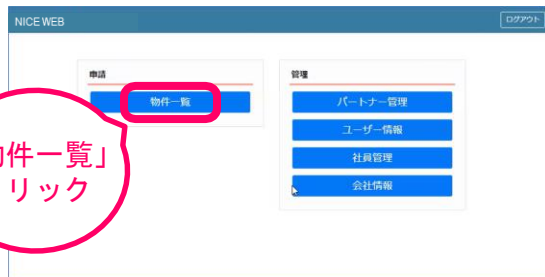 NICE WEB
ログアウト
申請
物件一覧
管理
パートナー管理
ユーザー情報
社員管理
会社情報
件一覧」
リック